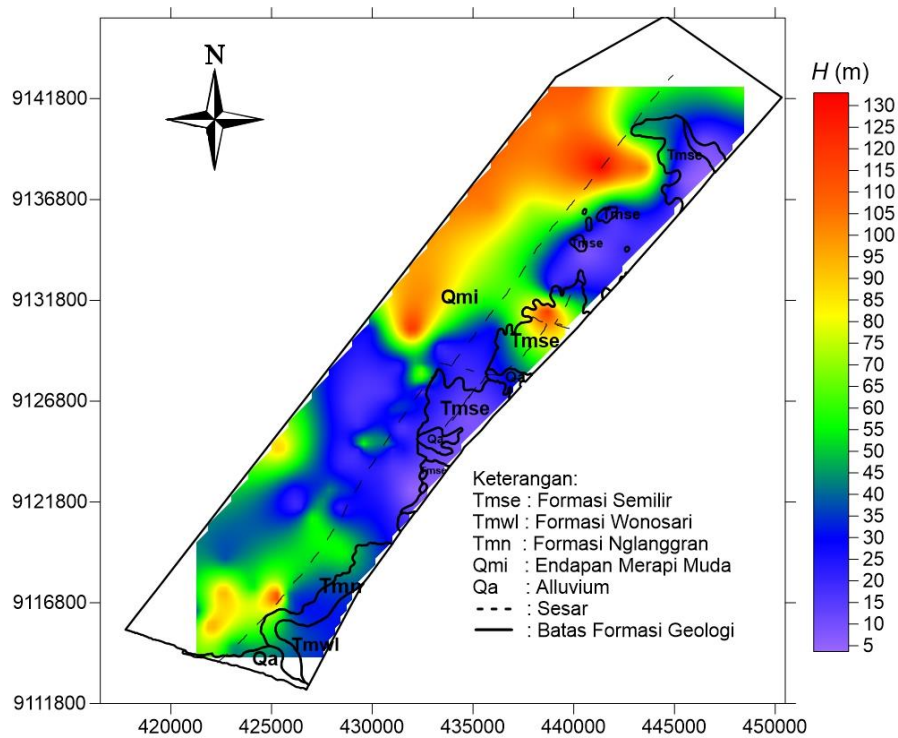 N
H (m)
9141800
9136800
9131800
9126800
9121800
9116800
9111800
420000 425000 430000 435000 440000 445000 450000
130
125
120
115
110
105
100
95
90
85
80
75
70
65
60
55
50
45
40
35
30
25
20
15
10
5
Tmse
Tmse
Tmse
Qmi
Tmse
Qa
Tmse
Qa
Tmse
Tmn
Tmwl
Qa
Keterangan:
Tmse : Formasi Semilir
Tmwl : Formasi Wonosari
Tmn : Formasi Nglanggran
Qmi : Endapan Merapi Muda
Qa : Alluvium
: Sesar
: Batas Formasi Geologi